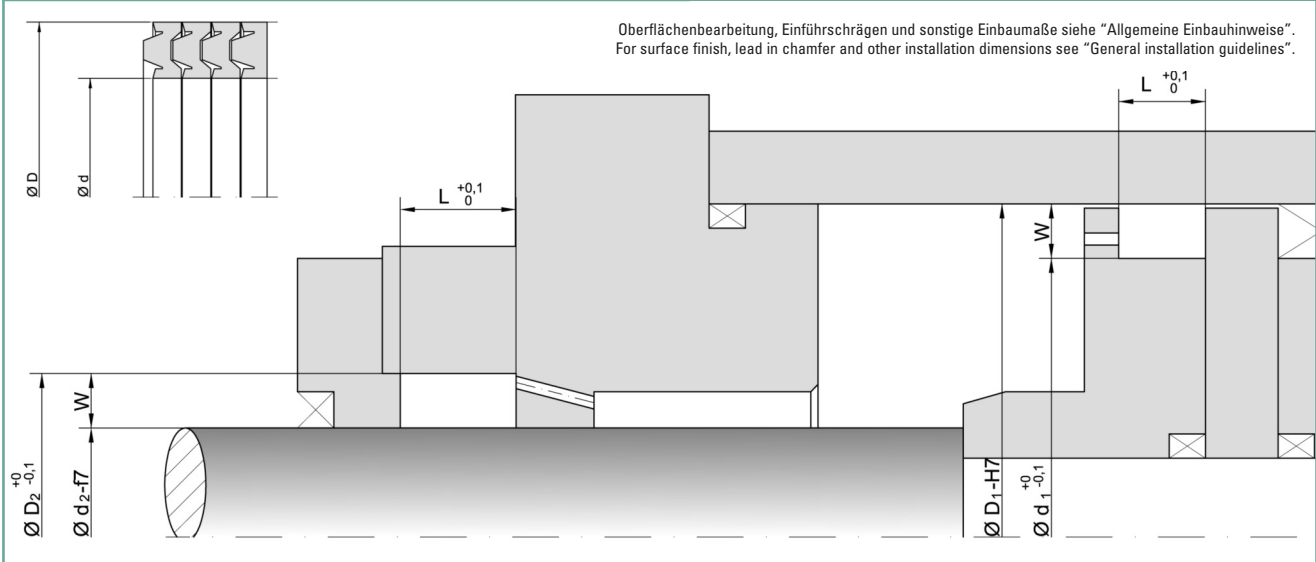 Oberflächenbearbeitung, Einführschrägen und sonstige Einbaumaße siehe “Allgemeine Einbauhinweise”.
For surface finish, lead in chamfer and other installation dimensions see “General installation guidelines”.
L +0,1 0
Ø D
Ø d
L +0,1 0
W
W
Ø D2 +0 -0,1
Ø d2-f7
Ø D1-H7
Ø d1 +0 -0,1